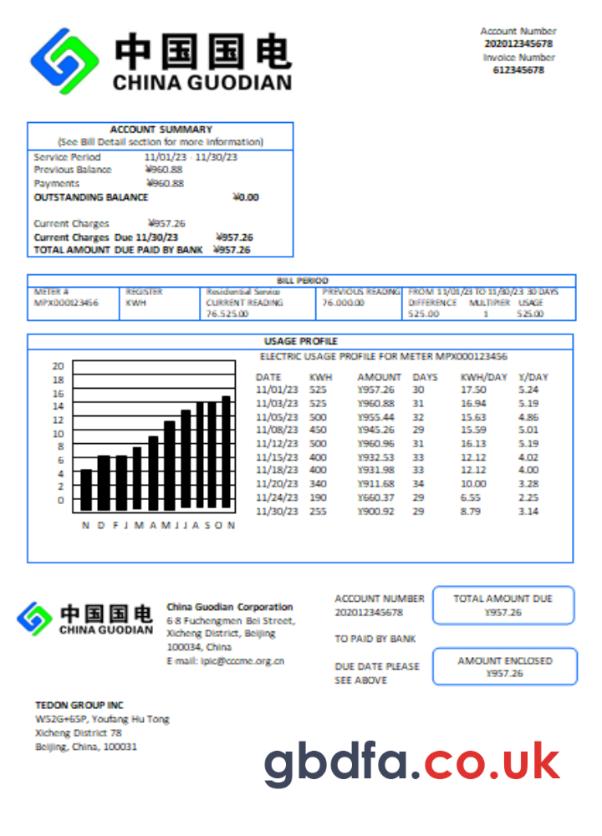 中国国电
CHINA GUODIAN
Account Number
202012345678
Invoice Number
612345678
ACCOUNT SUMMARY
(See Bill Detail section for more information)
Service Period 11/01/23 - 11/30/23
Previous Balance ¥960.88
Payments ¥960.88
OUTSTANDING BALANCE ¥0.00
Current Charges ¥957.26
Current Charges Due 11/30/23 ¥957.26
TOTAL AMOUNT DUE PAID BY BANK ¥957.26
BILL PERIOD
METER # REGISTER Residential Service PREVIOUS READING FROM 11/01/23 TO 11/30/23 30 DAYS
MPX000123456 KWH CURRENT READING 76.000.00 DIFFERENCE MULTIPIER USAGE
76.525.00 525.00 1 525.00
USAGE PROFILE
ELECTRIC USAGE PROFILE FOR METER MPX000123456
DATE KWH AMOUNT DAYS KWH/DAY Y/DAY
11/01/23 525 Y957.26 30 17.50 5.24
11/03/23 525 Y960.88 31 16.94 5.19
11/05/23 500 Y955.44 32 15.63 4.86
11/08/23 450 Y945.26 29 15.59 5.01
11/12/23 500 Y960.96 31 16.13 5.19
11/15/23 400 Y932.53 33 12.12 4.02
11/18/23 400 Y931.98 33 12.12 4.00
11/20/23 340 Y911.68 34 10.00 3.28
11/24/23 190 Y660.37 29 6.55 2.25
11/30/23 255 Y900.92 29 8.79 3.14
20
18
16
14
12
10
8
6
4
2
0
N D F J M A M J J A S O N
中国国电
CHINA GUODIAN
China Guodian Corporation
6-8 Fuchengmen Bei Street,
Xicheng District, Beijing
100034, China
E-mail: ipic@cccme.org.cn
ACCOUNT NUMBER
202012345678
TO PAID BY BANK
DUE DATE PLEASE
SEE ABOVE
TOTAL AMOUNT DUE
Y957.26
AMOUNT ENCLOSED
Y957.26
TEDON GROUP INC
W52G+65P, Youfang Hu Tong
Xicheng District 78
Beijing, China, 100031
gbdfa.co.uk